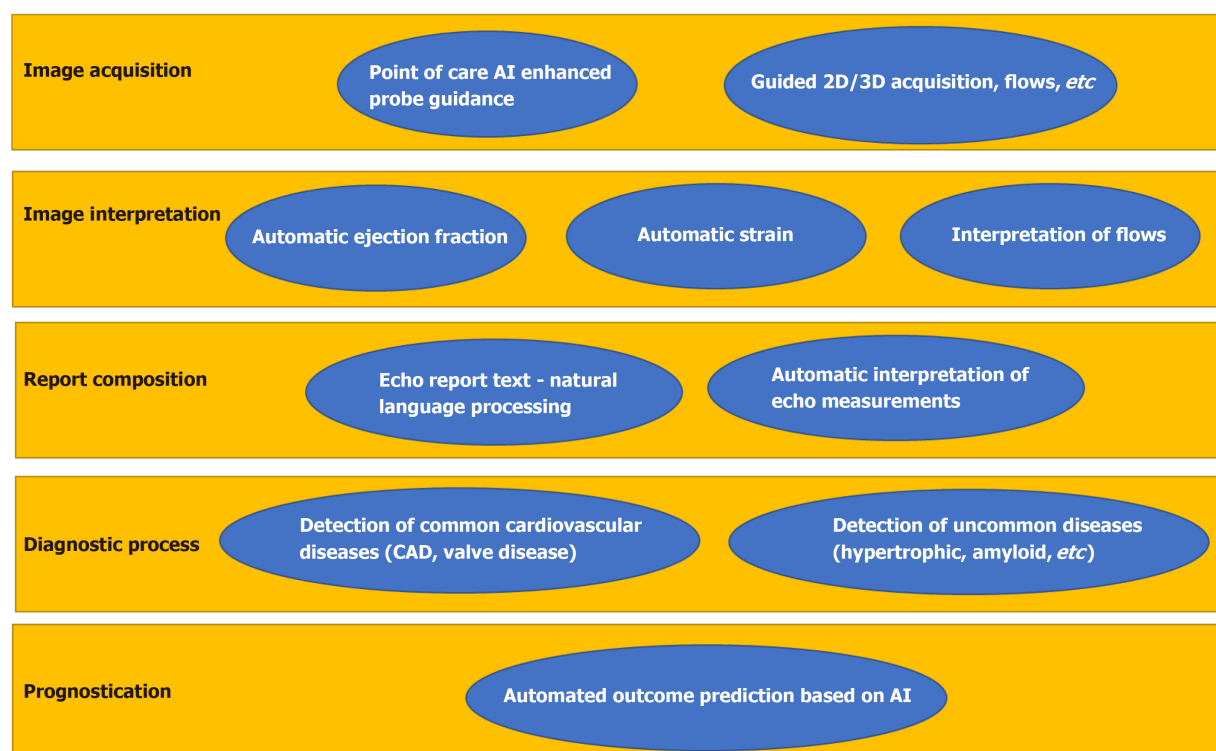 Image acquisition
Point of care AI enhanced
probe guidance
Guided 2D/3D acquisition, flows, etc
Image interpretation
Automatic ejection fraction
Automatic strain
Interpretation of flows
Report composition
Echo report text - natural
language processing
Automatic interpretation of
echo measurements
Diagnostic process
Detection of common cardiovascular
diseases (CAD, valve disease)
Detection of uncommon diseases
(hypertrophic, amyloid, etc)
Prognostication
Automated outcome prediction based on AI